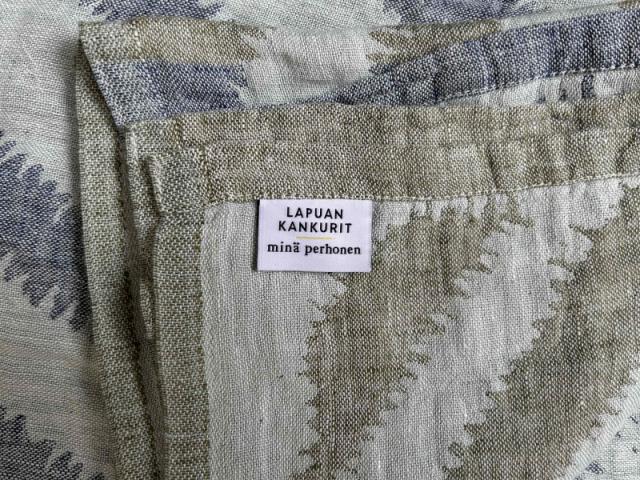 LAPUAN
KANKURIT
minä perhonen